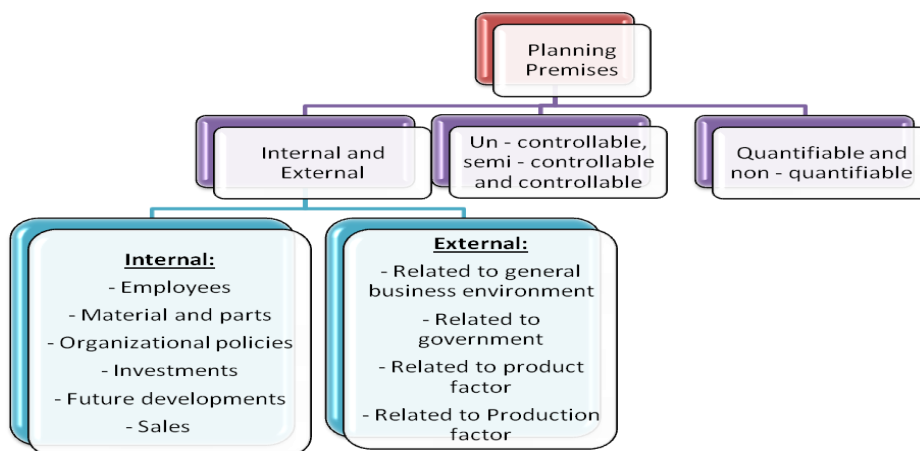 Planning
Premises
Internal and
External
Un - controllable,
semi - controllable
and controllable
Quantifiable and
non - quantifiable
Internal:
- Employees
- Material and parts
- Organizational policies
- Investments
- Future developments
- Sales
External:
- Related to general
business environment
- Related to
government
- Related to product
factor
- Related to Production
factor